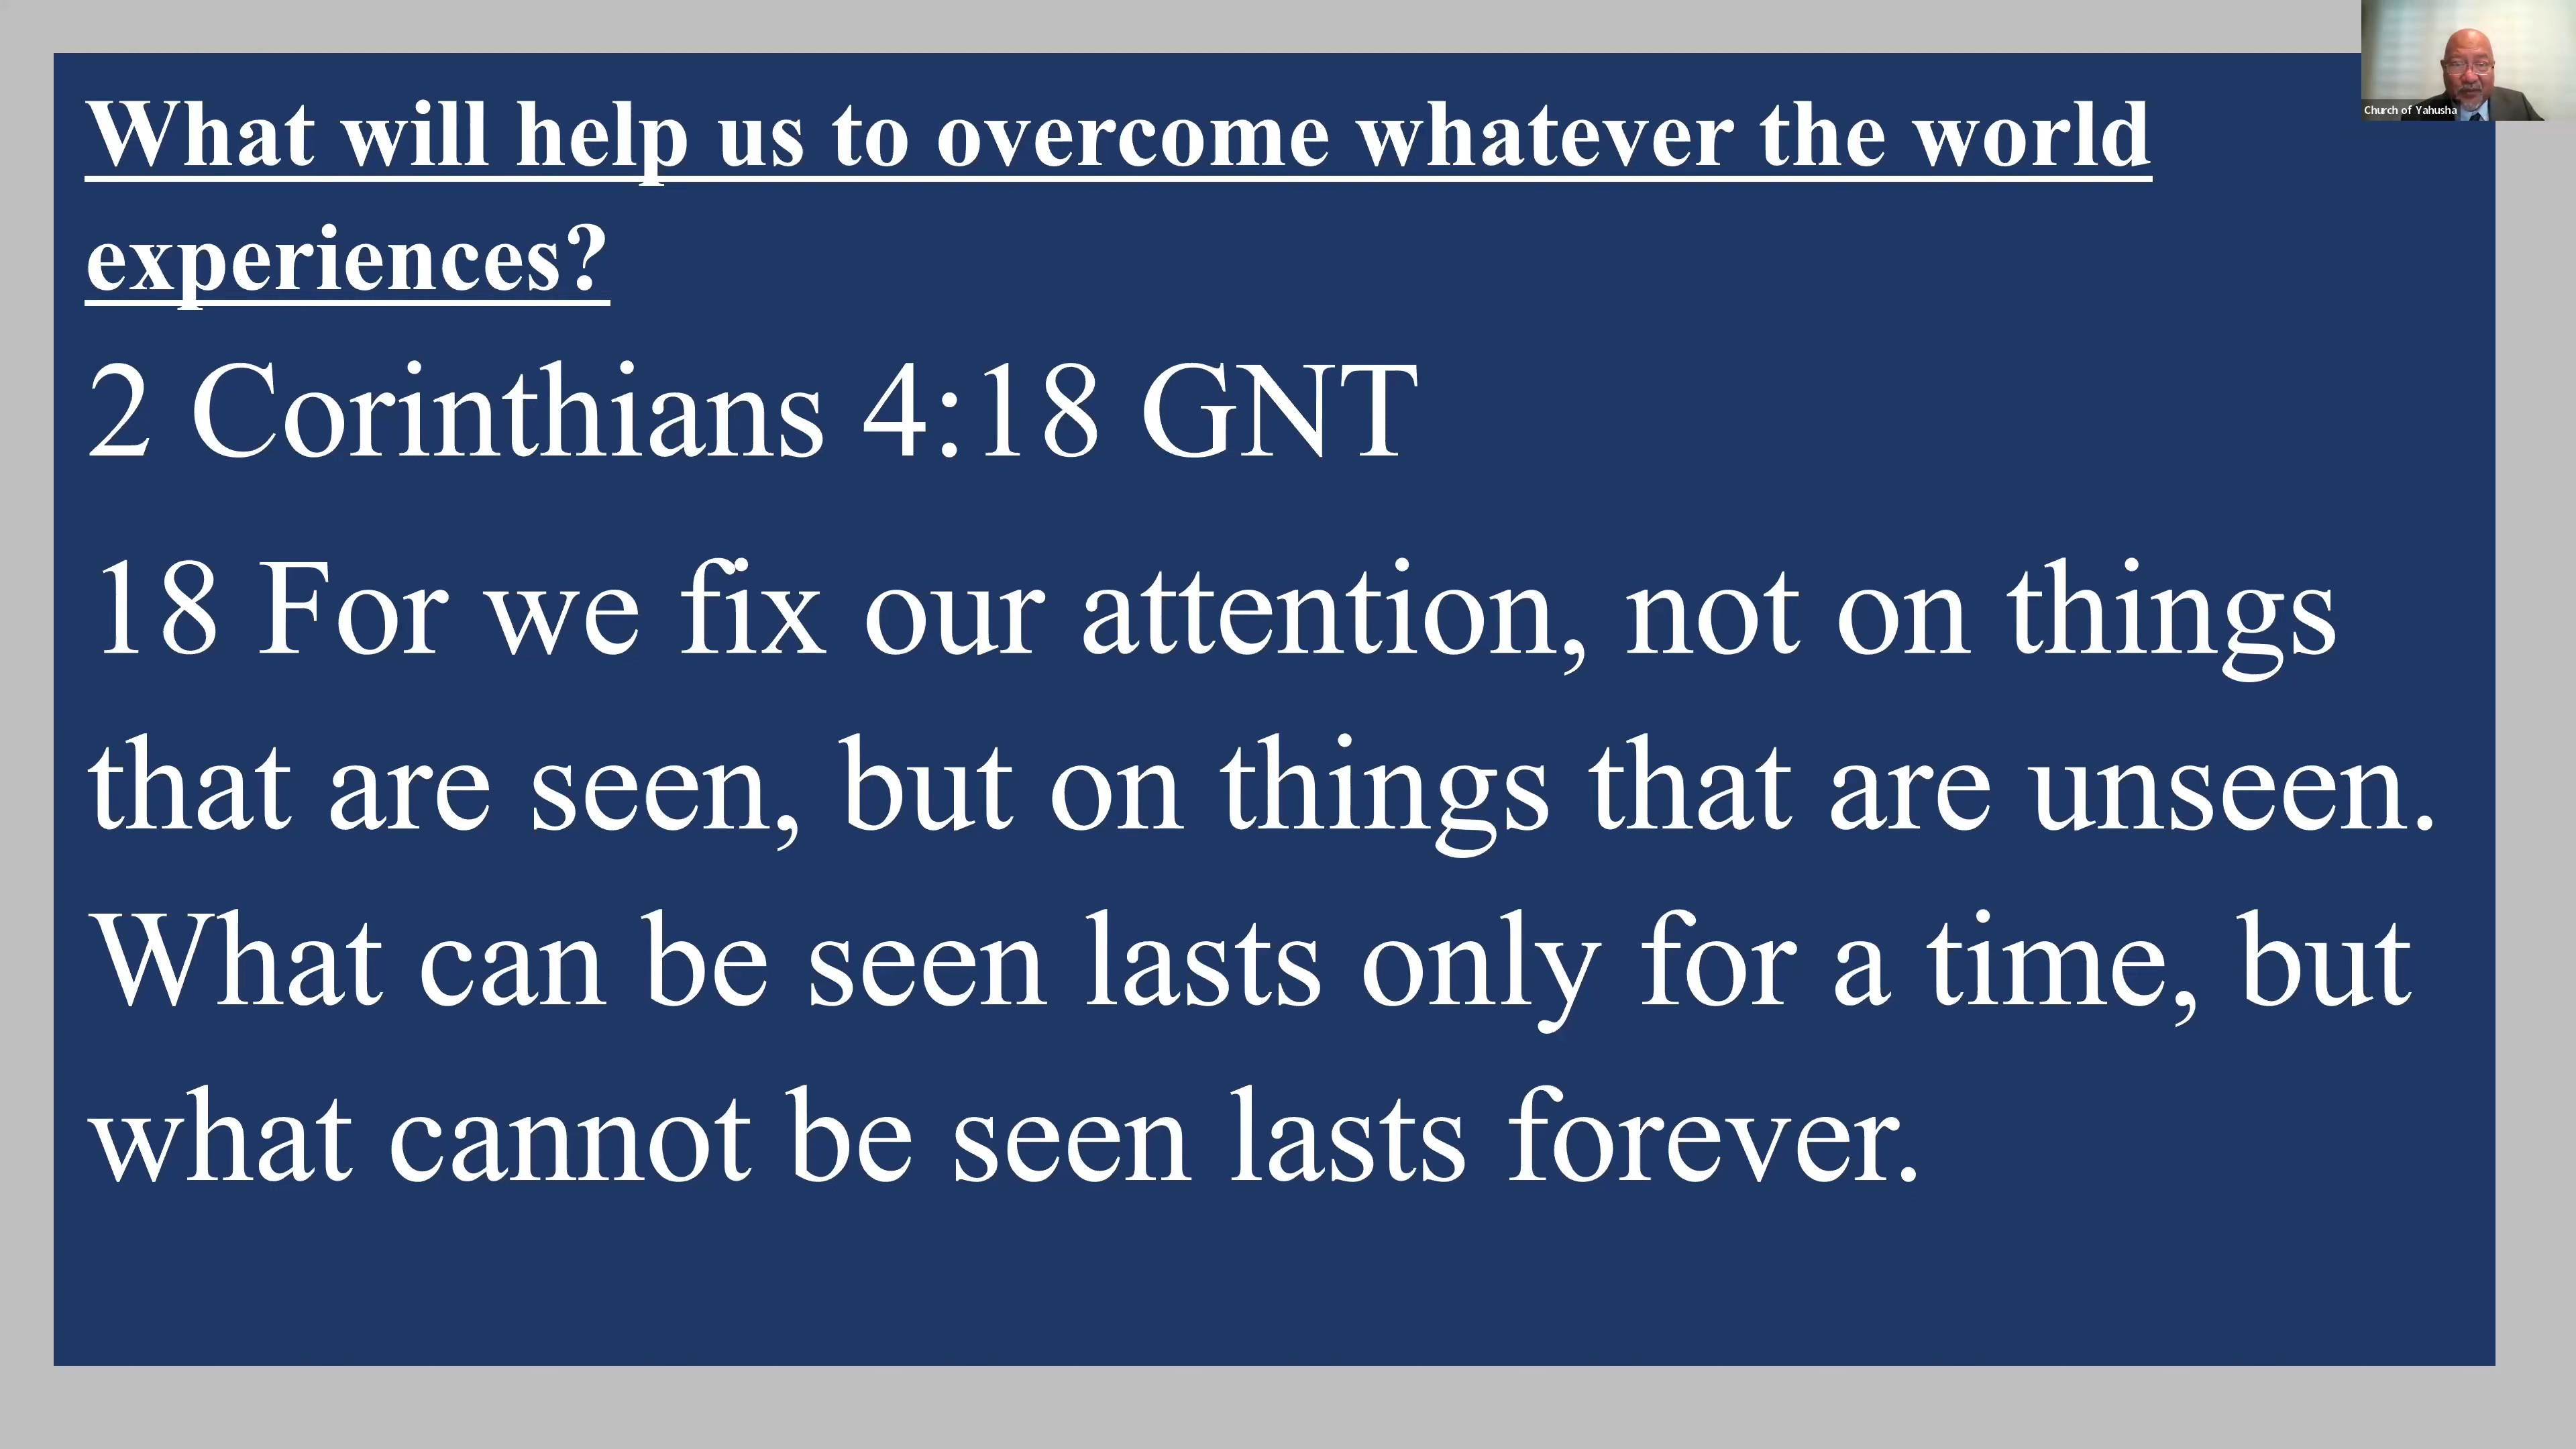 What will help us to overcome whatever the world
experiences?
2 Corinthians 4:18 GNT
18 For we fix our attention, not on things
that are seen, but on things that are unseen.
What can be seen lasts only for a time, but
what cannot be seen lasts forever.
Church of Yahusha